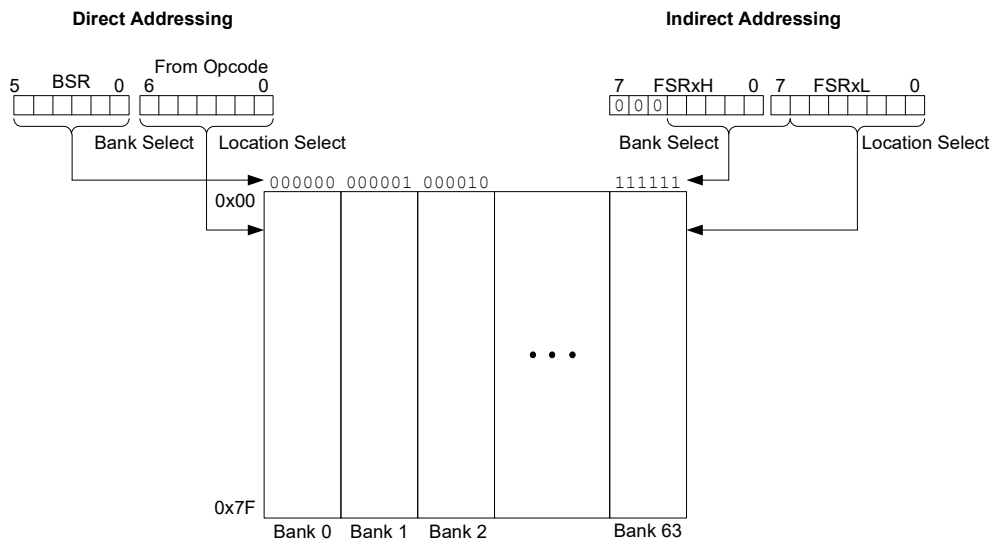 Direct Addressing
Indirect Addressing
5 BSR 0 6 From Opcode 0
7 FSRxH 0 7 FSRxL 0
0 0 0
Bank Select Location Select
Bank Select Location Select
000000 000001 000010 111111
0x00
0x7F
Bank 0 Bank 1 Bank 2 Bank 63